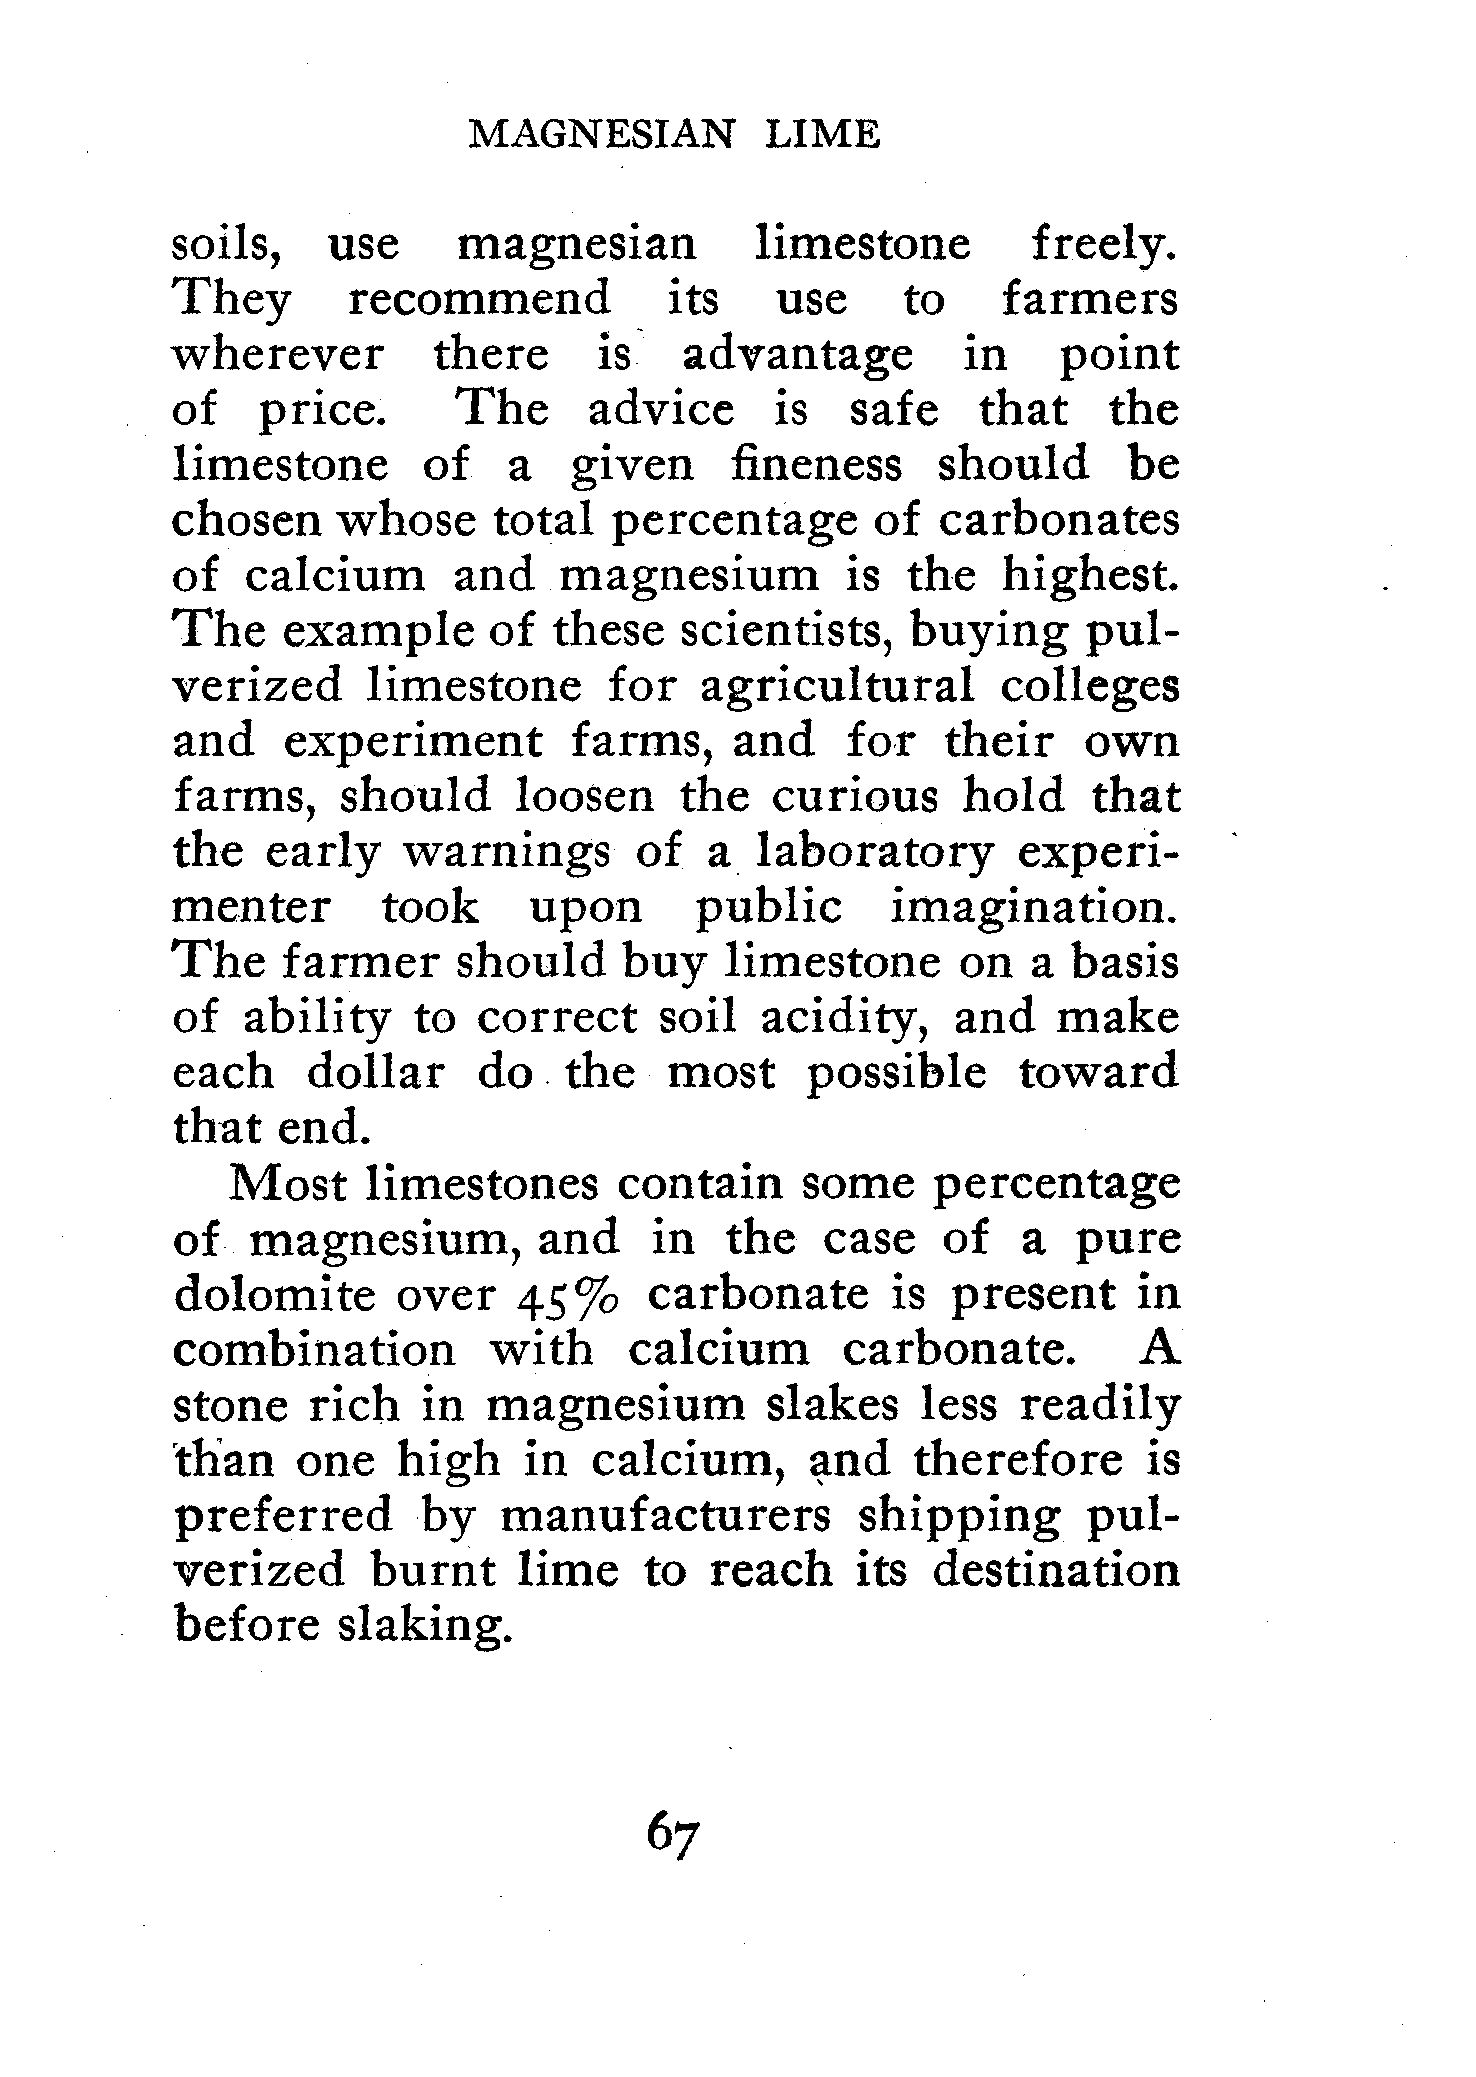 MAGNESIAN LIME
soils, use magnesian limestone freely.
They recommend its use to farmers
wherever there is advantage in point
of price. The advice is safe that the
limestone of a given fineness should be
chosen whose total percentage of carbonates
of calcium and magnesium is the highest.
The example of these scientists, buying pul-
verized limestone for agricultural colleges
and experiment farms, and for their own
farms, should loosen the curious hold that
the early warnings of a laboratory experi-
menter took upon public imagination.
The farmer should buy limestone on a basis
of ability to correct soil acidity, and make
each dollar do the most possible toward
that end.
Most limestones contain some percentage
of magnesium, and in the case of a pure
dolomite over 45% carbonate is present in
combination with calcium carbonate. A
stone rich in magnesium slakes less readily
than one high in calcium, and therefore is
preferred by manufacturers shipping pul-
verized burnt lime to reach its destination
before slaking.
67